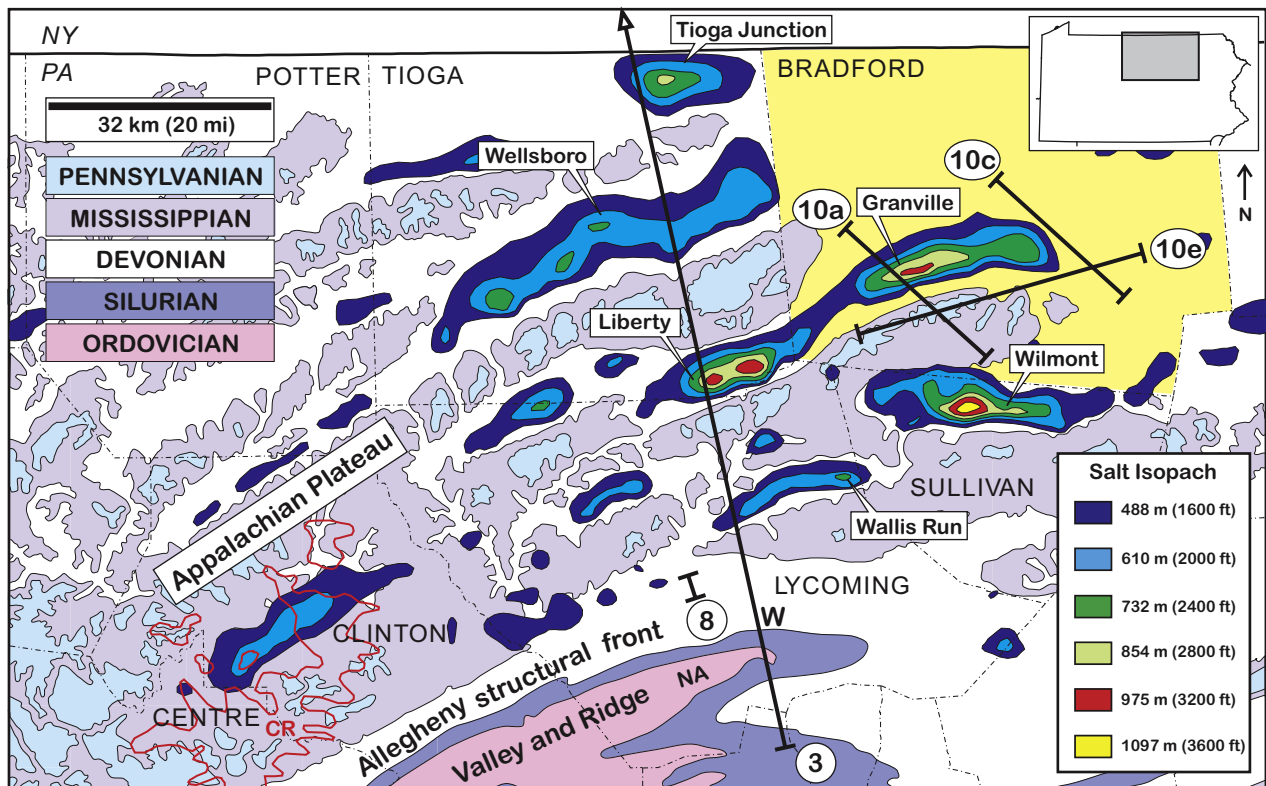 NY
PA
POTTER
TIOGA
Tioga Junction
BRADFORD
32 km (20 mi)
PENNSYLVANIAN
MISSISSIPPIAN
DEVONIAN
SILURIAN
ORDOVICIAN
Wellsboro
10c
10a
Granville
N
10e
Liberty
Wilmont
Appalachian Plateau
SULLIVAN
Wallis Run
LYCOMING
8
W
CLINTON
CENTRE
CR
Allegheny structural front
NA
Valley and Ridge
3
Salt Isopach
488 m (1600 ft)
610 m (2000 ft)
732 m (2400 ft)
854 m (2800 ft)
975 m (3200 ft)
1097 m (3600 ft)